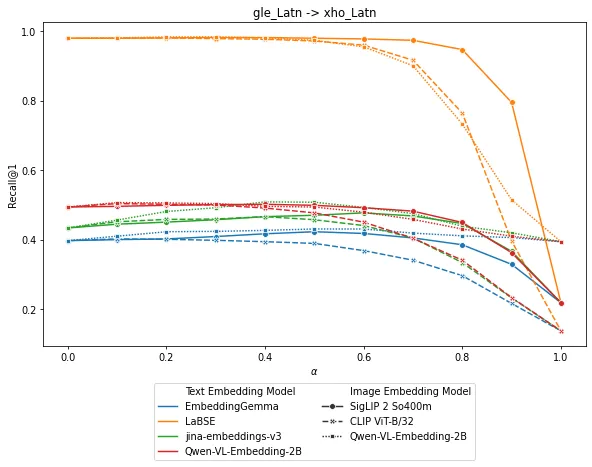 gle_Latn -> xho_Latn
Recall@1
1.0
0.8
0.6
0.4
0.2
0.0 0.2 0.4 0.6 0.8 1.0
α
Text Embedding Model Image Embedding Model
EmbeddingGemma SigLIP 2 So400m
LaBSE CLIP ViT-B/32
jina-embeddings-v3 Qwen-VL-Embedding-2B
Qwen-VL-Embedding-2B